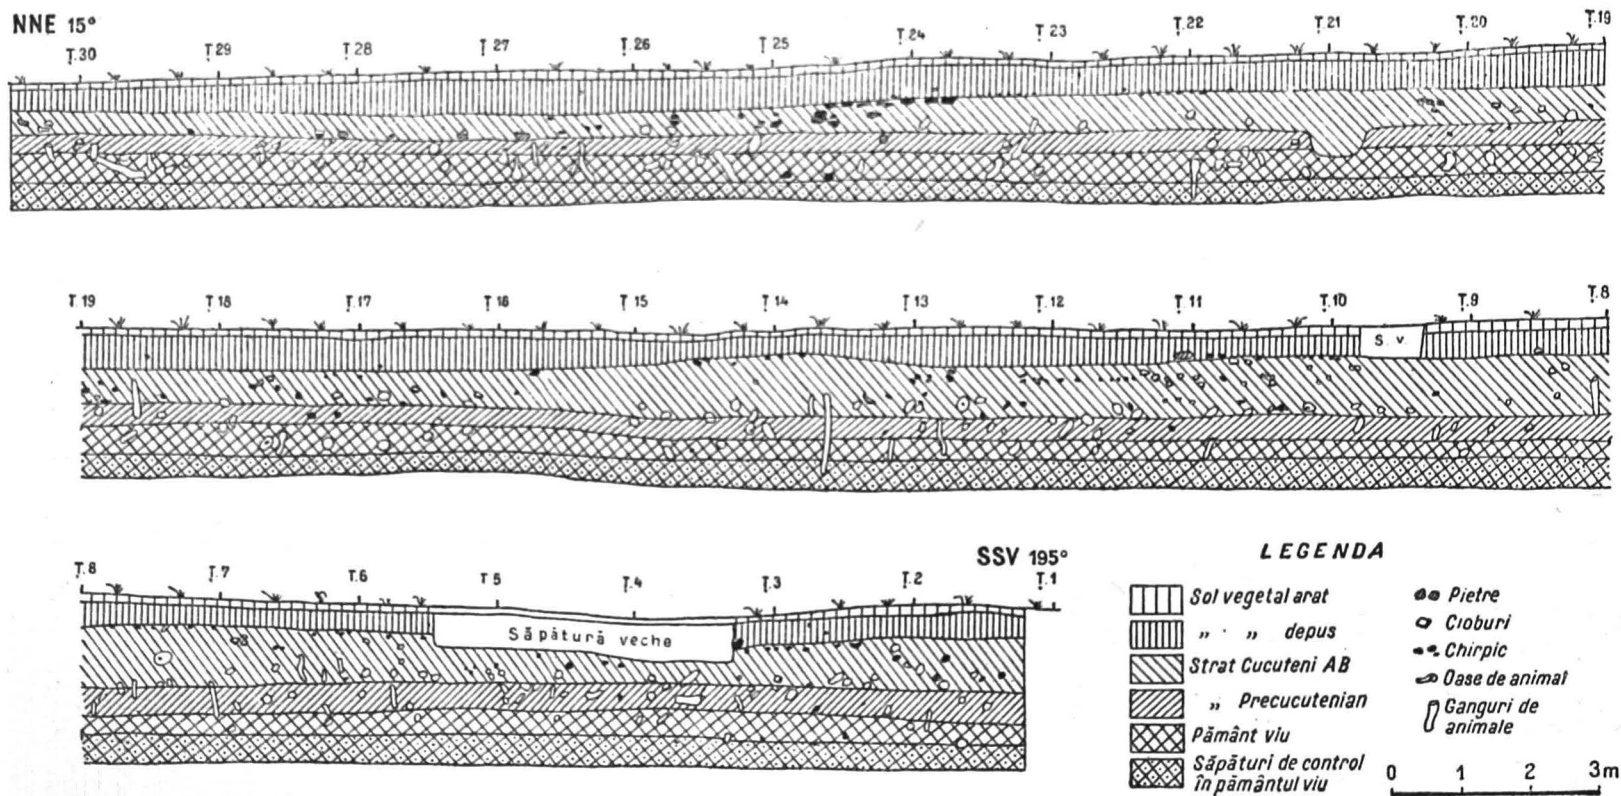 NNE 15°
Ţ.30 Ţ 29 Ţ 28 Ţ 27 Ţ.26 Ţ 25 Ţ.24 Ţ 23 Ţ.22 Ţ.21 Ţ.20 Ţ.19
Ţ.19 Ţ 18 Ţ.17 Ţ 16 Ţ 15 Ţ 14 Ţ 13 Ţ.12 Ţ.11 Ţ.10 Ţ.9 Ţ.8
S. v.
SSV 195°
Ţ.8 Ţ.7 Ţ.6 Ţ 5 Ţ.4 Ţ.3 Ţ.2 Ţ.1
Săpătură veche
LEGENDA
Sol vegetal arat
„ „ depus
Strat Cucuteni AB
„ Precucutenian
Pământ viu
Săpături de control
în pământul viu
Pietre
Cioburi
Chirpic
Oase de animal
Ganguri de
animale
0 1 2 3m